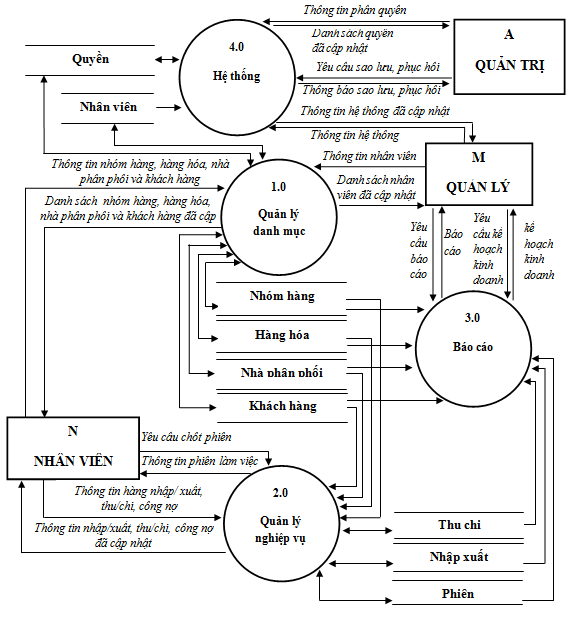 Thông tin phân quyền
4.0
Hệ thống
Danh sách quyền
đã cập nhật
A
QUẢN TRỊ
Quyền
Yêu cầu sao lưu, phục hồi
Thông báo sao lưu, phục hồi
Nhân viên
Thông tin hệ thống đã cập nhật
Thông tin hệ thống
Thông tin nhóm hàng, hàng hóa, nhà
phân phối và khách hàng
Thông tin nhân viên
M
QUẢN LÝ
1.0
Quản lý
danh mục
Danh sách nhân
viên đã cập nhật
Danh sách nhóm hàng, hàng hóa,
nhà phân phối và khách hàng đã cập
Yêu
cầu
báo
cáo
Báo
cáo
Yêu
cầu kế
hoạch
kinh
doanh
kế
hoạch
kinh
doanh
Nhóm hàng
3.0
Báo cáo
Hàng hóa
Nhà phân phối
Khách hàng
N
NHÂN VIÊN
Yêu cầu chốt phiên
Thông tin phiên làm việc
2.0
Quản lý
nghiệp vụ
Thông tin hàng nhập/ xuất,
thu/chi, công nợ
Thông tin nhập/xuất, thu/chi, công nợ
đã cập nhật
Thu chi
Nhập xuất
Phiên